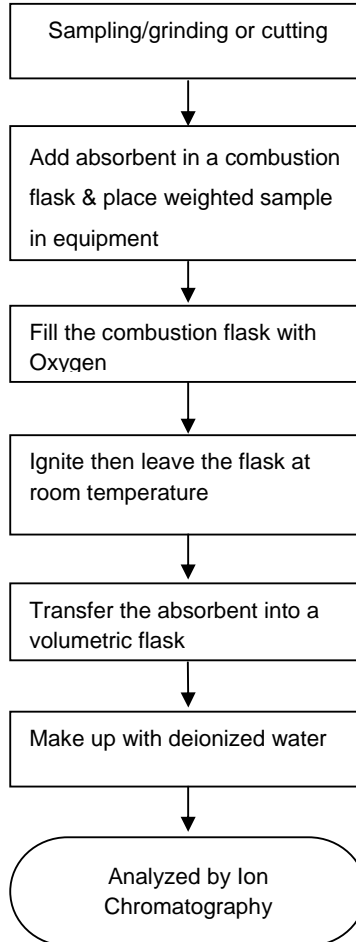 Sampling/grinding or cutting
Add absorbent in a combustion
flask & place weighted sample
in equipment
Fill the combustion flask with
Oxygen
Ignite then leave the flask at
room temperature
Transfer the absorbent into a
volumetric flask
Make up with deionized water
Analyzed by Ion
Chromatography